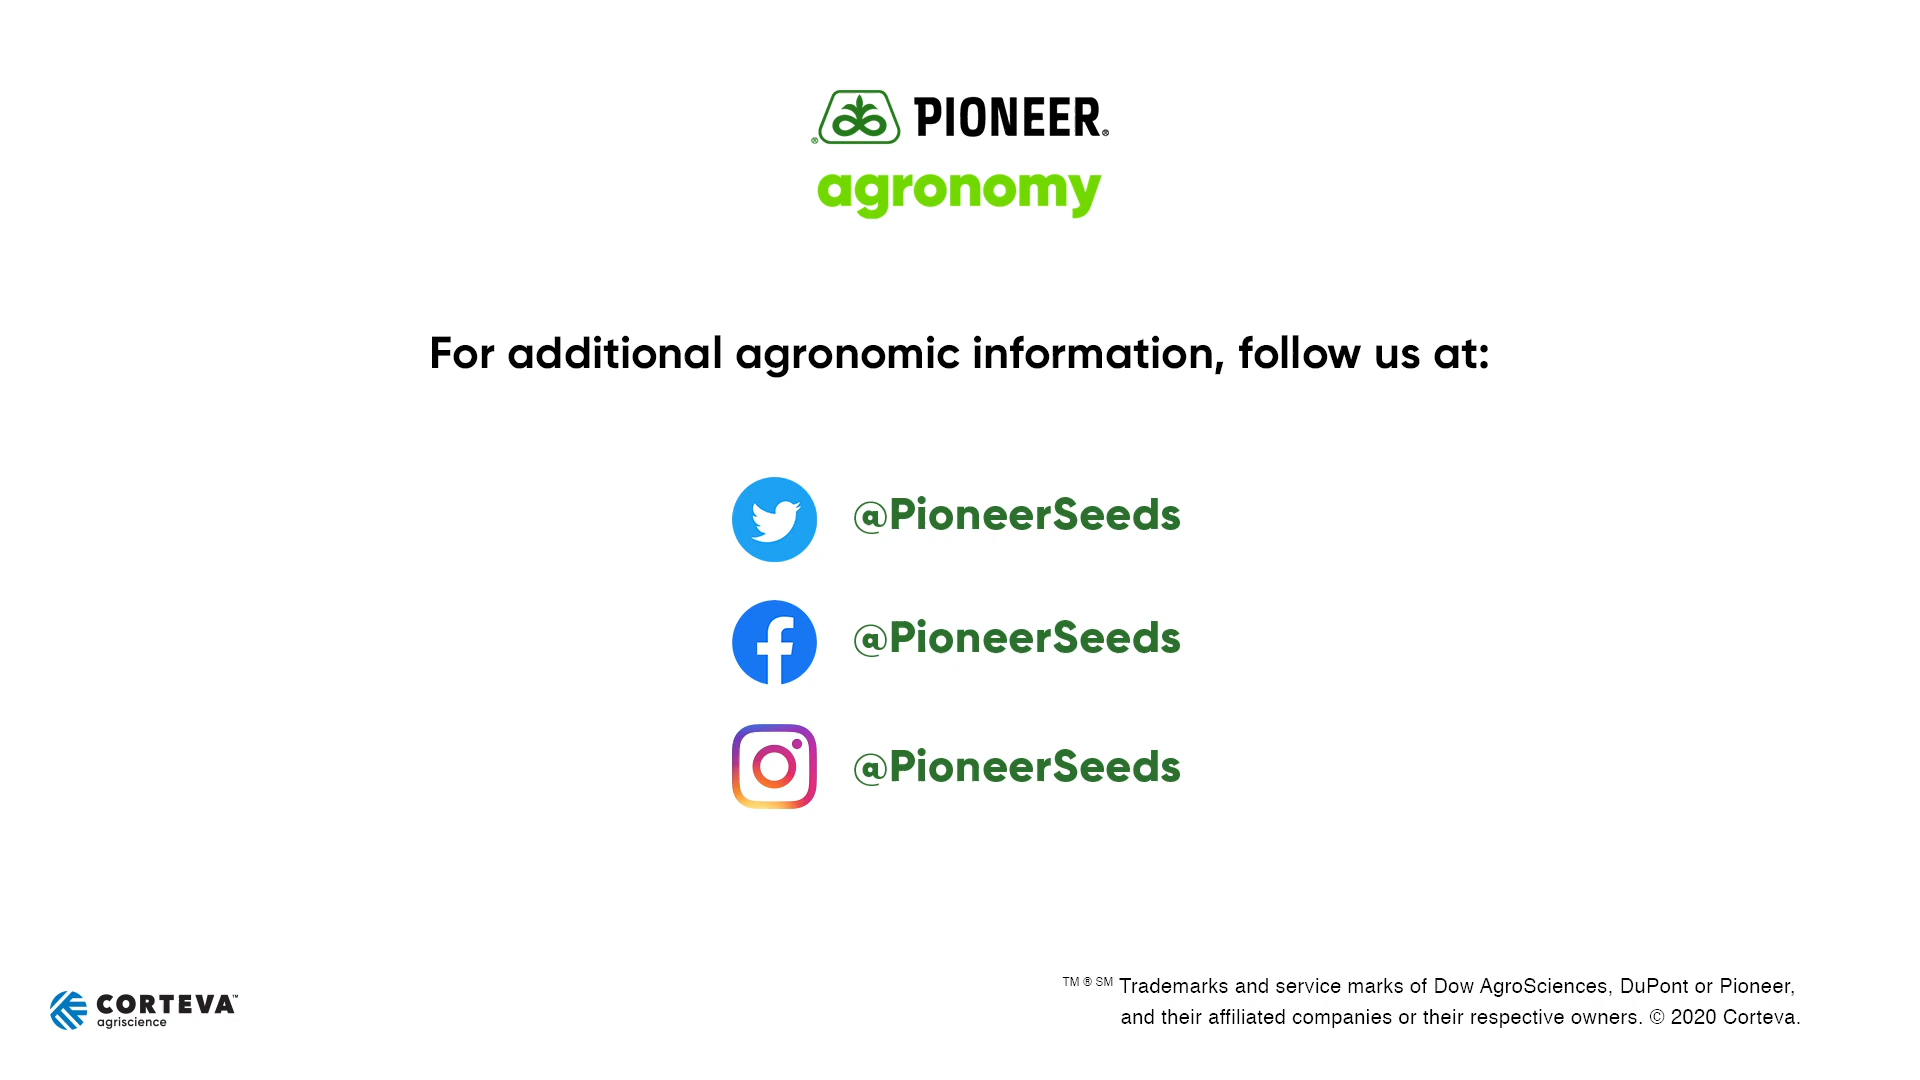 ® PIONEER®
agronomy
For additional agronomic information, follow us at:
@PioneerSeeds
@PioneerSeeds
@PioneerSeeds
CORTEVA™
agriscience
TM ® SM Trademarks and service marks of Dow AgroSciences, DuPont or Pioneer,
and their affiliated companies or their respective owners. © 2020 Corteva.